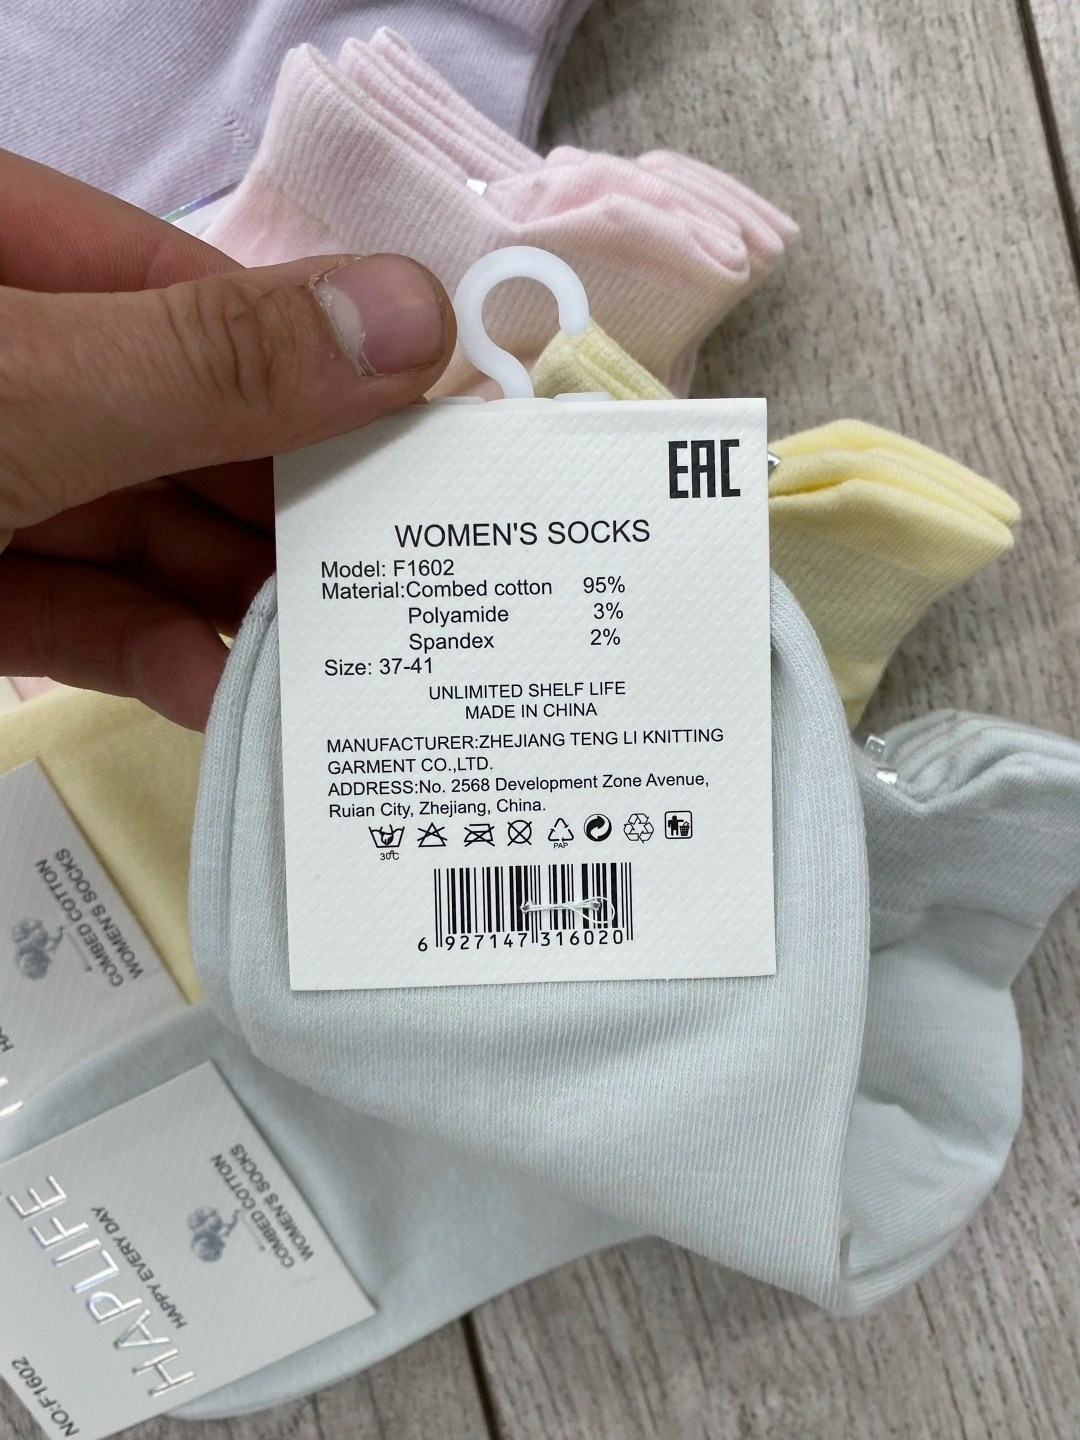 EAC
WOMEN'S SOCKS
Model: F1602
Material:Combed cotton 95%
Polyamide 3%
Spandex 2%
Size: 37-41
UNLIMITED SHELF LIFE
MADE IN CHINA
MANUFACTURER:ZHEJIANG TENG LI KNITTING
GARMENT CO.,LTD.
ADDRESS:No. 2568 Development Zone Avenue,
Ruian City, Zhejiang, China.
30℃
PAP
6 927147 316020
COMBED COTTON
WOMEN'S SOCKS
HAPLIFE
HAPPY EVERY DAY
COMBED COTTON
WOMEN'S SOCKS
NO:F1602